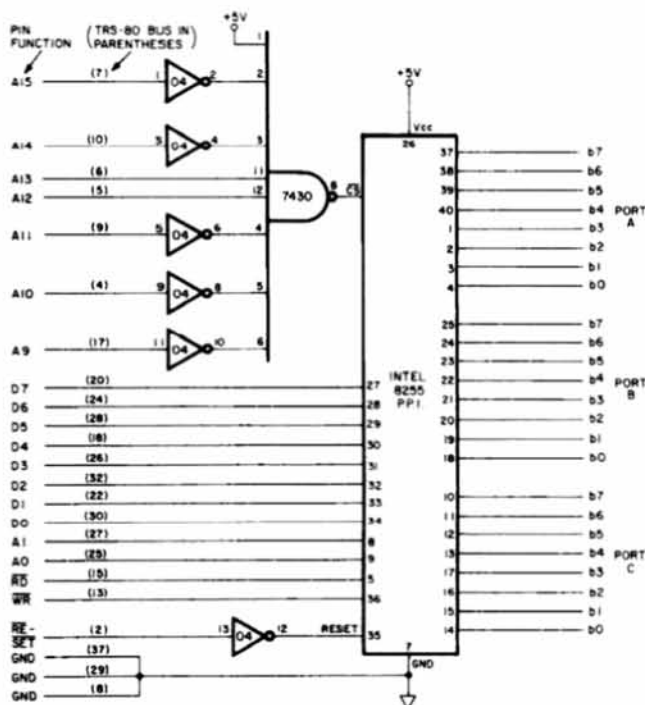 +5V
PIN FUNCTION
(TRS-80 BUS IN PARENTHESES)
1
A15 (7) 1 04 2 2
+5V
A14 (10) 3 04 4 3
Vcc
26
A13 (6) 11
A12 (5) 12
7430 8 CS
A11 (9) 5 04 6 4
A10 (4) 9 04 8 5
A9 (17) 11 04 10 6
INTEL
8255
P.P.I.
37 b7
38 b6
39 b5
40 b4
1 b3
2 b2
3 b1
4 b0
PORT
A
25 b7
24 b6
23 b5
22 b4
21 b3
20 b2
19 b1
18 b0
PORT
B
D7 (20) 27
D6 (24) 28
D5 (28) 29
D4 (18) 30
D3 (26) 31
D2 (32) 32
D1 (22) 33
D0 (30) 34
A1 (27) 8
A0 (25) 9
RD (15) 5
WR (13) 36
10 b7
11 b6
12 b5
13 b4
17 b3
16 b2
15 b1
14 b0
PORT
C
RE-
SET
(2) 13 04 12 RESET 35
GND (37)
GND (29)
GND (8)
7
GND